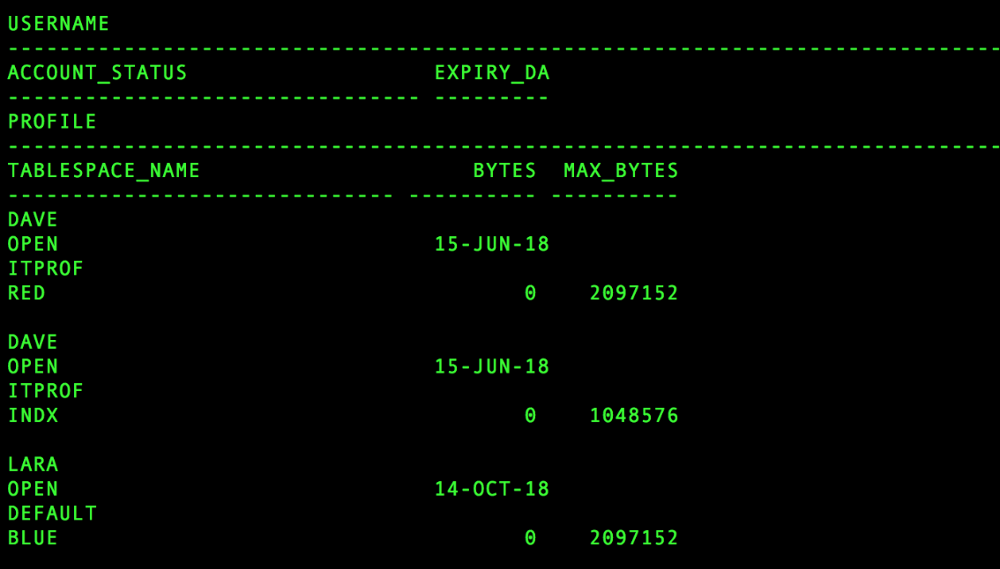 USERNAME
--------------------------------------------------------------------------------
ACCOUNT_STATUS                   EXPIRY_DA
-------------------------------- ---------
PROFILE
--------------------------------------------------------------------------------
TABLESPACE_NAME                     BYTES  MAX_BYTES
------------------------------ ---------- ----------
DAVE
OPEN                             15-JUN-18
ITPROF
RED                                     0    2097152

DAVE
OPEN                             15-JUN-18
ITPROF
INDX                                    0    1048576

LARA
OPEN                             14-OCT-18
DEFAULT
BLUE                                    0    2097152